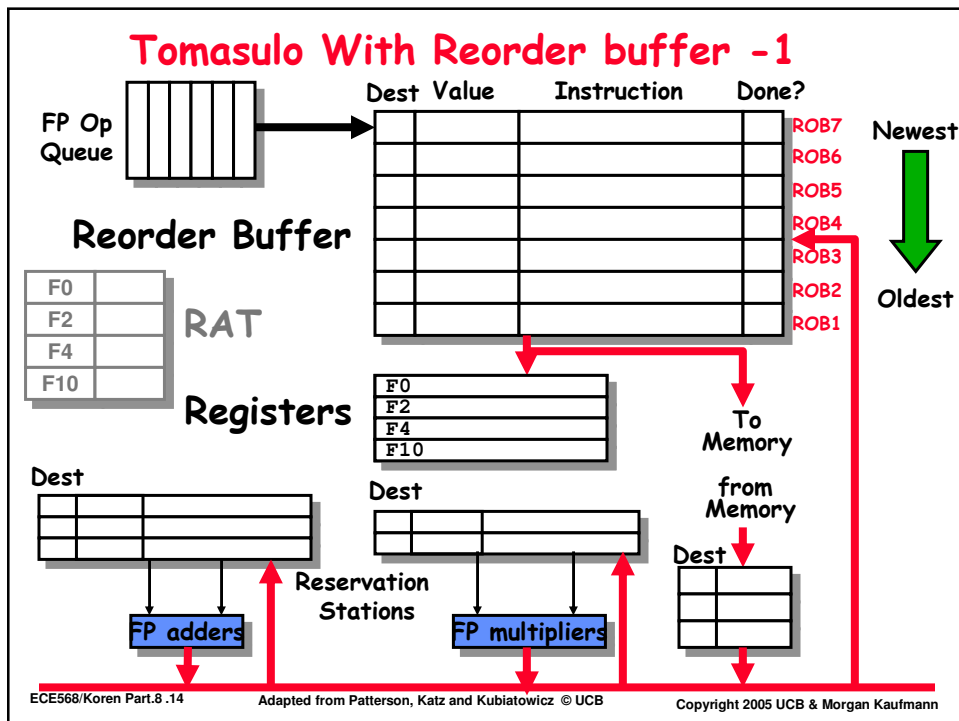 Tomasulo With Reorder buffer -1
Dest Value Instruction Done?
FP Op
Queue
ROB7
ROB6
ROB5
ROB4
ROB3
ROB2
ROB1
Newest
Oldest
Reorder Buffer
F0
F2
F4
F10
RAT
Registers
F0
F2
F4
F10
To
Memory
from
Memory
Dest
Dest
Dest
Reservation
Stations
FP adders
FP multipliers
ECE568/Koren Part.8 .14
Adapted from Patterson, Katz and Kubiatowicz © UCB
Copyright 2005 UCB & Morgan Kaufmann